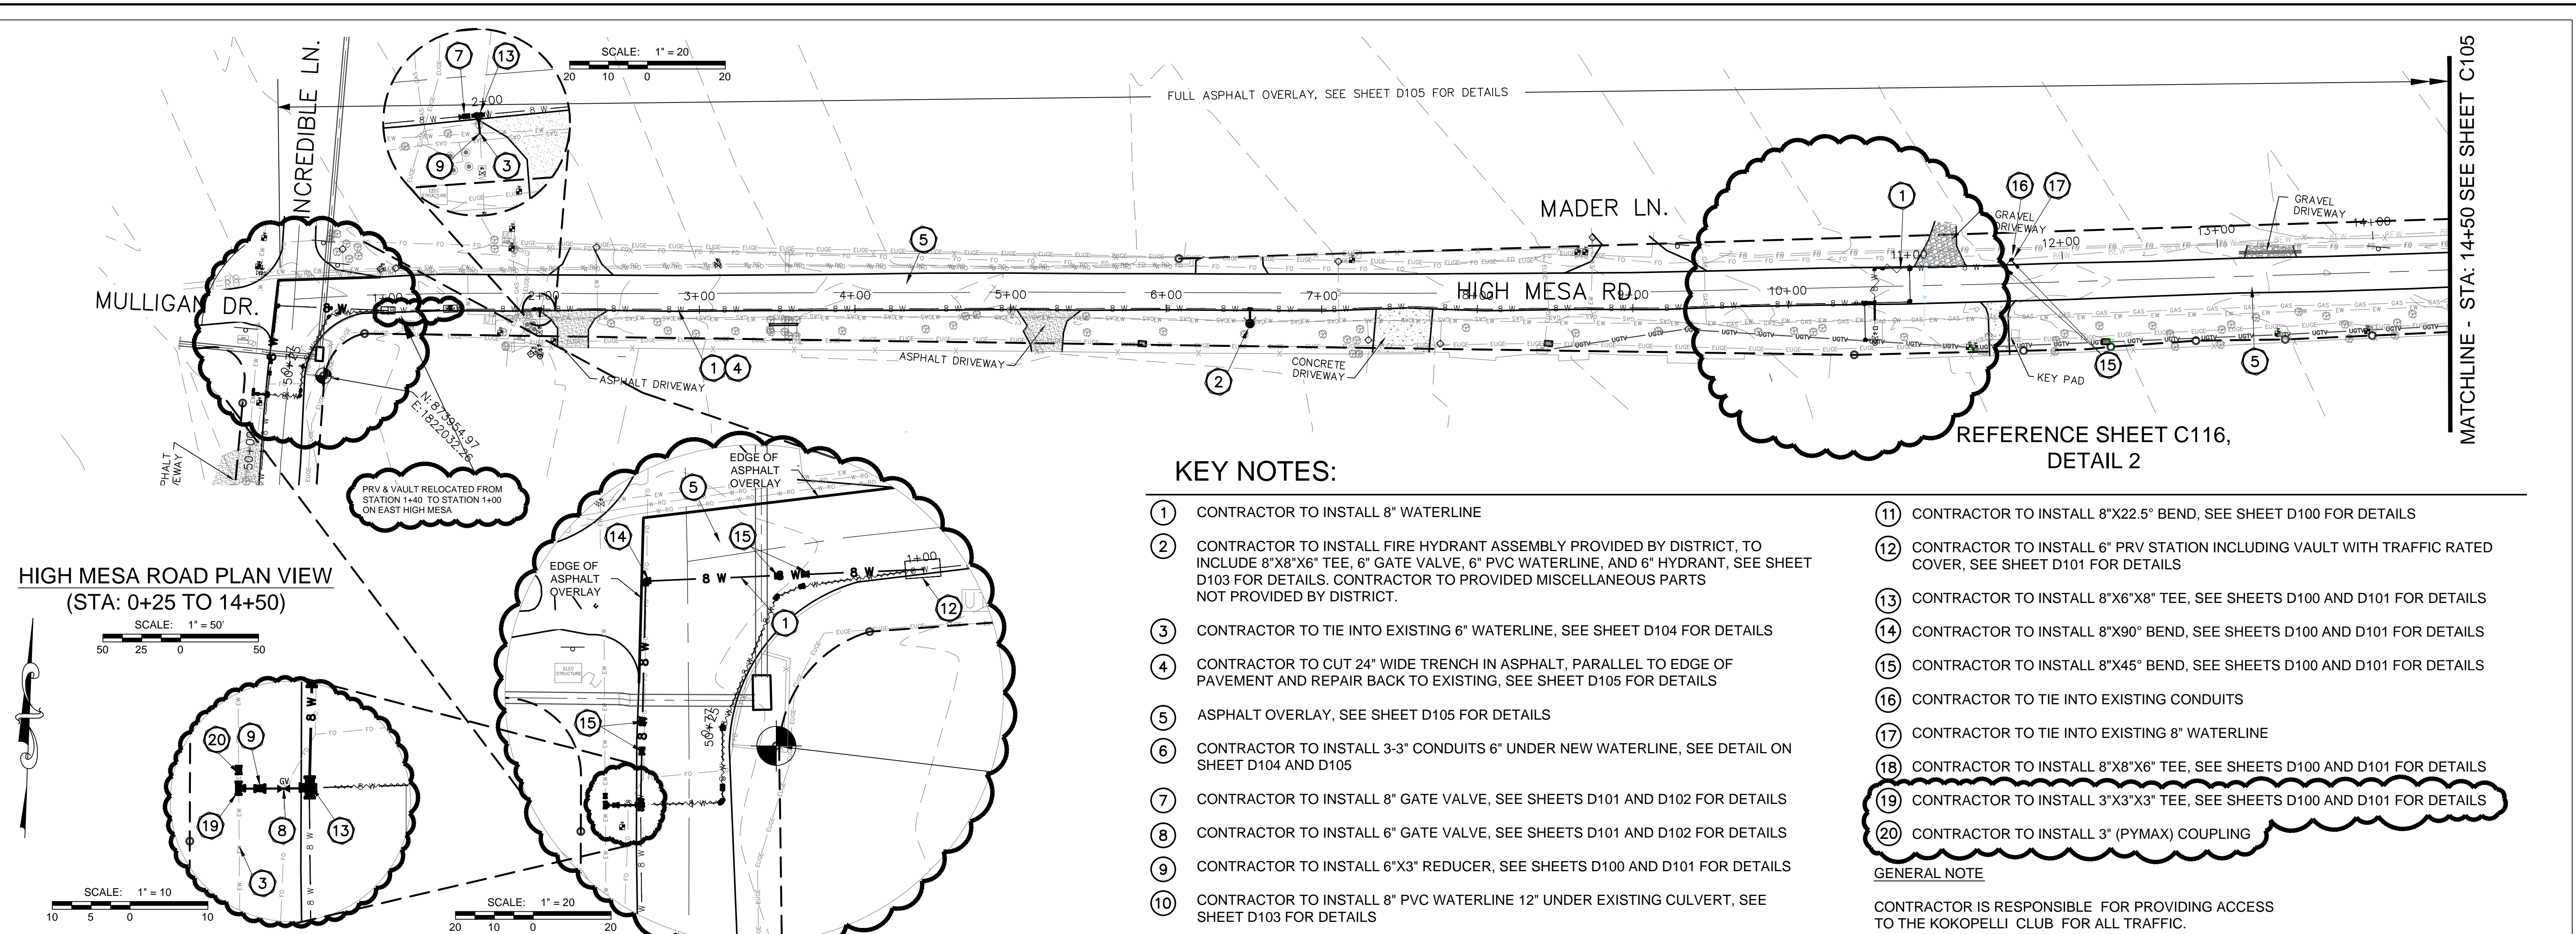 SCALE: 1" = 20
20 10 0 20
7
13
2+00
8 W
9
3
FULL ASPHALT OVERLAY, SEE SHEET D105 FOR DETAILS
INCREDIBLE LN.
MATCHLINE - STA: 14+50 SEE SHEET C105
MADER LN.
1
16
17
GRAVEL
DRIVEWAY
GRAVEL
DRIVEWAY
5
11+00
12+00
13+00
14+00
MULLIGAN DR.
1+00
2+00
3+00
4+00
5+00
6+00
7+00
8+00
9+00
10+00
HIGH MESA RD.
ASPHALT DRIVEWAY
ASPHALT DRIVEWAY
1
4
2
CONCRETE
DRIVEWAY
KEY PAD
15
5
N: 873954.97
E:1822032.26
50+00
REFERENCE SHEET C116,
DETAIL 2
PRV & VAULT RELOCATED FROM
STATION 1+40 TO STATION 1+00
ON EAST HIGH MESA
EDGE OF
ASPHALT
OVERLAY
5
14
15
EDGE OF
ASPHALT
OVERLAY
8 W
8 W
8 W
1+00
12
1
ELEC
STRUCTURE
15
HIGH MESA ROAD PLAN VIEW
(STA: 0+25 TO 14+50)
SCALE: 1" = 50'
50 25 0 50
20
9
GV
19
8
13
3
SCALE: 1" = 10
10 5 0 10
SCALE: 1" = 20
20 10 0 20
KEY NOTES:
1 CONTRACTOR TO INSTALL 8" WATERLINE
2 CONTRACTOR TO INSTALL FIRE HYDRANT ASSEMBLY PROVIDED BY DISTRICT, TO
INCLUDE 8"X8"X6" TEE, 6" GATE VALVE, 6" PVC WATERLINE, AND 6" HYDRANT, SEE SHEET
D103 FOR DETAILS. CONTRACTOR TO PROVIDED MISCELLANEOUS PARTS
NOT PROVIDED BY DISTRICT.
3 CONTRACTOR TO TIE INTO EXISTING 6" WATERLINE, SEE SHEET D104 FOR DETAILS
4 CONTRACTOR TO CUT 24" WIDE TRENCH IN ASPHALT, PARALLEL TO EDGE OF
PAVEMENT AND REPAIR BACK TO EXISTING, SEE SHEET D105 FOR DETAILS
5 ASPHALT OVERLAY, SEE SHEET D105 FOR DETAILS
6 CONTRACTOR TO INSTALL 3-3" CONDUITS 6" UNDER NEW WATERLINE, SEE DETAIL ON
SHEET D104 AND D105
7 CONTRACTOR TO INSTALL 8" GATE VALVE, SEE SHEETS D101 AND D102 FOR DETAILS
8 CONTRACTOR TO INSTALL 6" GATE VALVE, SEE SHEETS D101 AND D102 FOR DETAILS
9 CONTRACTOR TO INSTALL 6"X3" REDUCER, SEE SHEETS D100 AND D101 FOR DETAILS
10 CONTRACTOR TO INSTALL 8" PVC WATERLINE 12" UNDER EXISTING CULVERT, SEE
SHEET D103 FOR DETAILS
11 CONTRACTOR TO INSTALL 8"X22.5° BEND, SEE SHEET D100 FOR DETAILS
12 CONTRACTOR TO INSTALL 6" PRV STATION INCLUDING VAULT WITH TRAFFIC RATED
COVER, SEE SHEET D101 FOR DETAILS
13 CONTRACTOR TO INSTALL 8"X6"X8" TEE, SEE SHEETS D100 AND D101 FOR DETAILS
14 CONTRACTOR TO INSTALL 8"X90° BEND, SEE SHEETS D100 AND D101 FOR DETAILS
15 CONTRACTOR TO INSTALL 8"X45° BEND, SEE SHEETS D100 AND D101 FOR DETAILS
16 CONTRACTOR TO TIE INTO EXISTING CONDUITS
17 CONTRACTOR TO TIE INTO EXISTING 8" WATERLINE
18 CONTRACTOR TO INSTALL 8"X8"X6" TEE, SEE SHEETS D100 AND D101 FOR DETAILS
19 CONTRACTOR TO INSTALL 3"X3"X3" TEE, SEE SHEETS D100 AND D101 FOR DETAILS
20 CONTRACTOR TO INSTALL 3" (PYMAX) COUPLING
GENERAL NOTE
CONTRACTOR IS RESPONSIBLE FOR PROVIDING ACCESS
TO THE KOKOPELLI CLUB FOR ALL TRAFFIC.